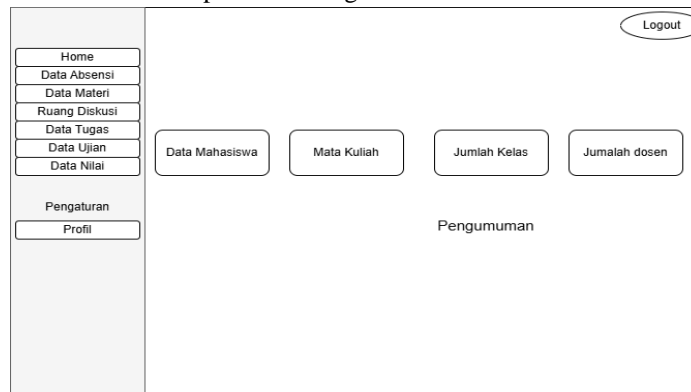 Logout
Home
Data Absensi
Data Materi
Ruang Diskusi
Data Tugas
Data Ujian
Data Nilai
Pengaturan
Profil
Data Mahasiswa
Mata Kuliah
Jumlah Kelas
Jumalah dosen
Pengumuman